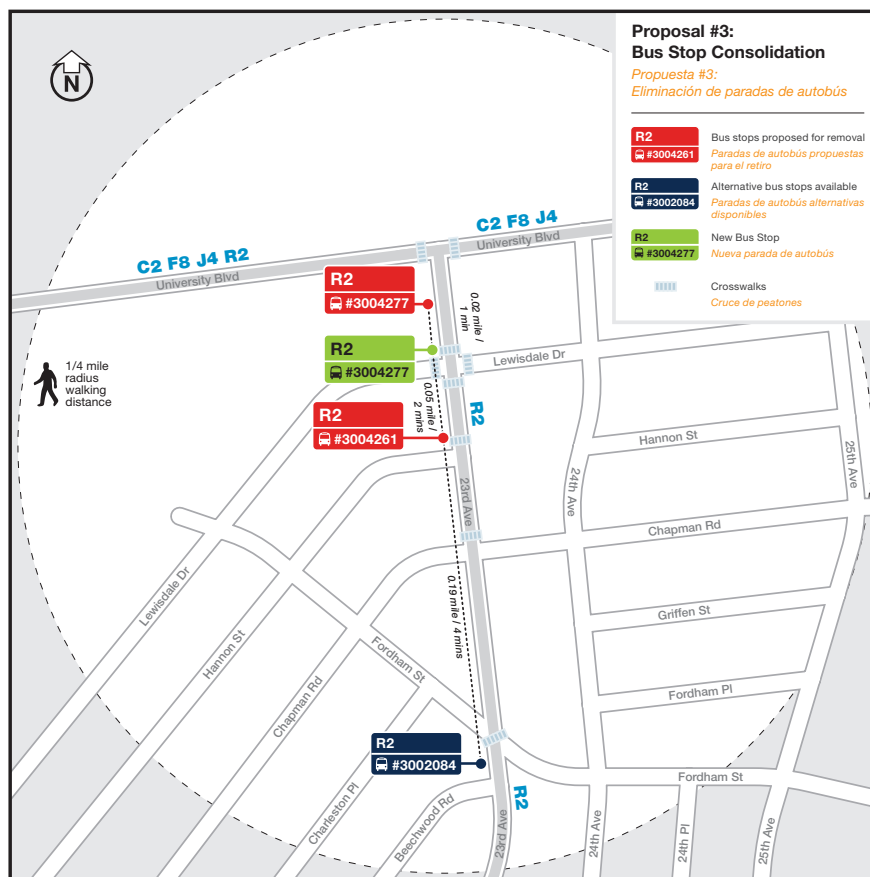 Proposal #3:
Bus Stop Consolidation
Propuesta #3:
Eliminación de paradas de autobús
R2
#3004261
Bus stops proposed for removal
Paradas de autobús propuestas
para el retiro
R2
#3002084
Alternative bus stops available
Paradas de autobús alternativas
disponibles
R2
#3004277
New Bus Stop
Nueva parada de autobús
Crosswalks
Cruce de peatones
N
C2 F8 J4
University Blvd
C2 F8 J4 R2
University Blvd
R2
#3004277
0.02 mile /
1 min
R2
#3004277
Lewisdale Dr
1/4 mile
radius
walking
distance
0.05 mile /
2 mins
R2
#3004261
R2
Hannon St
25th Ave
24th Ave
23rd Ave
Chapman Rd
Lewisdale Dr
Hannon St
Chapman Rd
Fordham St
0.19 mile / 4 mins
Griffen St
Fordham Pl
R2
#3002084
Fordham St
R2
Charleston Pl
Beechwood Rd
23rd Ave
24th Ave
24th Pl
25th Ave